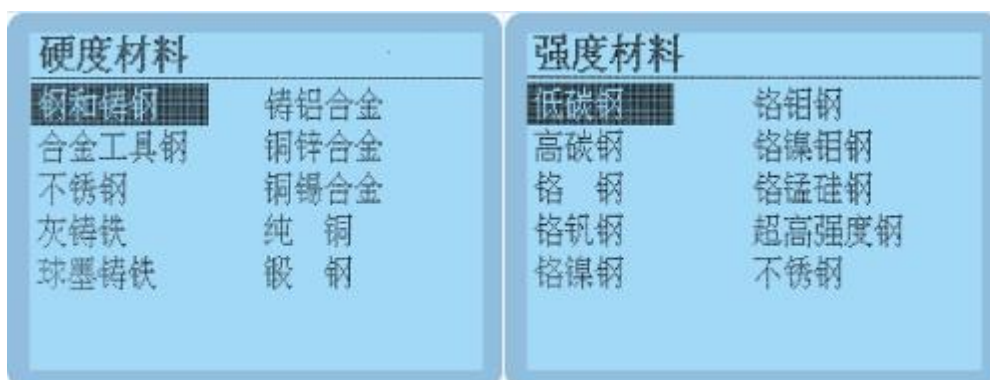 硬度材料
钢和铸钢 铸铝合金
合金工具钢 铜锌合金
不锈钢 铜锡合金
灰铸铁 纯 铜
球墨铸铁 锻 钢
强度材料
低碳钢 铬钼钢
高碳钢 铬镍钼钢
铬 钢 铬锰硅钢
铬钒钢 超高强度钢
铬镍钢 不锈钢